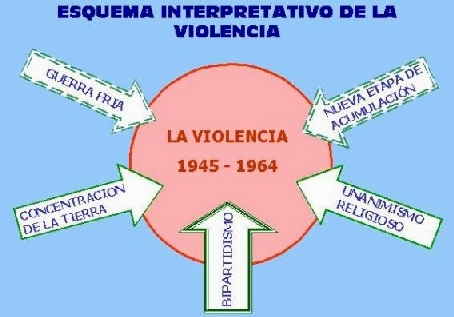 ESQUEMA INTERPRETATIVO DE LA
VIOLENCIA
GUERRA FRIA
NUEVA ETAPA DE
ACUMULACIÓN
LA VIOLENCIA
1945 - 1964
CONCENTRACION
DE LA TIERRA
BIPARTIDISMO
UNANIMISMO
RELIGIOSO